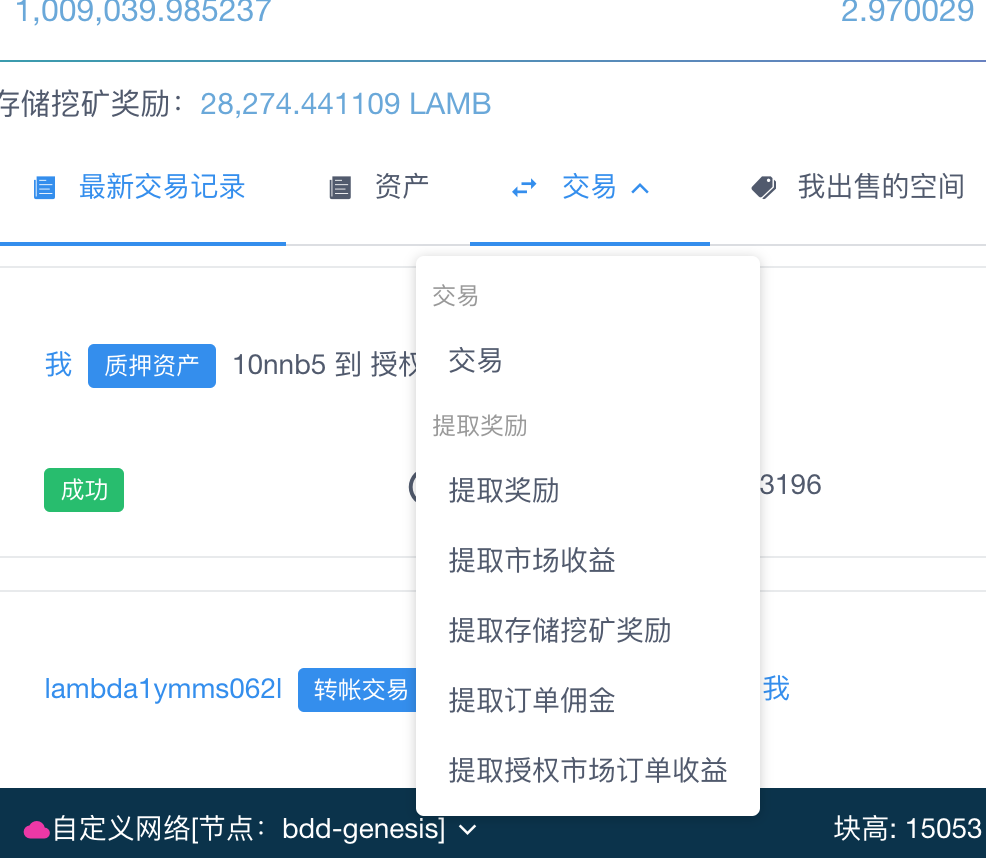 1,009,039.985237 2.970029
存储挖矿奖励：28,274.441109 LAMB
最新交易记录 资产 交易 我出售的空间
交易
我 质押资产 10nnb5 到 授权
交易
提取奖励
成功 提取奖励 3196
提取市场收益
提取存储挖矿奖励
lambda1ymms062l 转帐交易 我
提取订单佣金
提取授权市场订单收益
自定义网络[节点：bdd-genesis] 块高: 15053